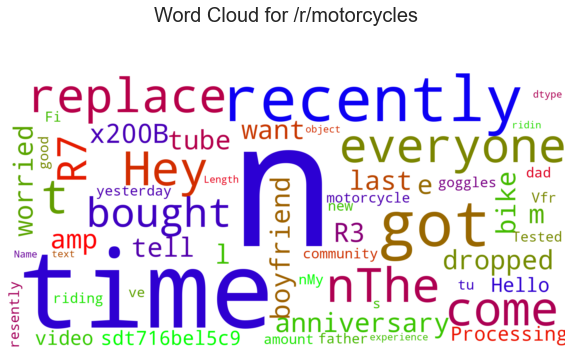 Word Cloud for /r/motorcycles
replace
recently
dtype
Fi
x200B
tube
want
object
everyone
ridin
good
worried
R7
Hey
n
last
e
goggles
dad
t
yesterday
Length
boyfriend
motorcycle
bike
Vfr
bought
new
R3
got
m
Tested
amp
tell
l
community
dropped
Name
text
time
nMy
nThe
tu
Hello
resently
riding
ve
s
come
video
sdt716bel5c9
anniversary
amount
father
experience
Processing